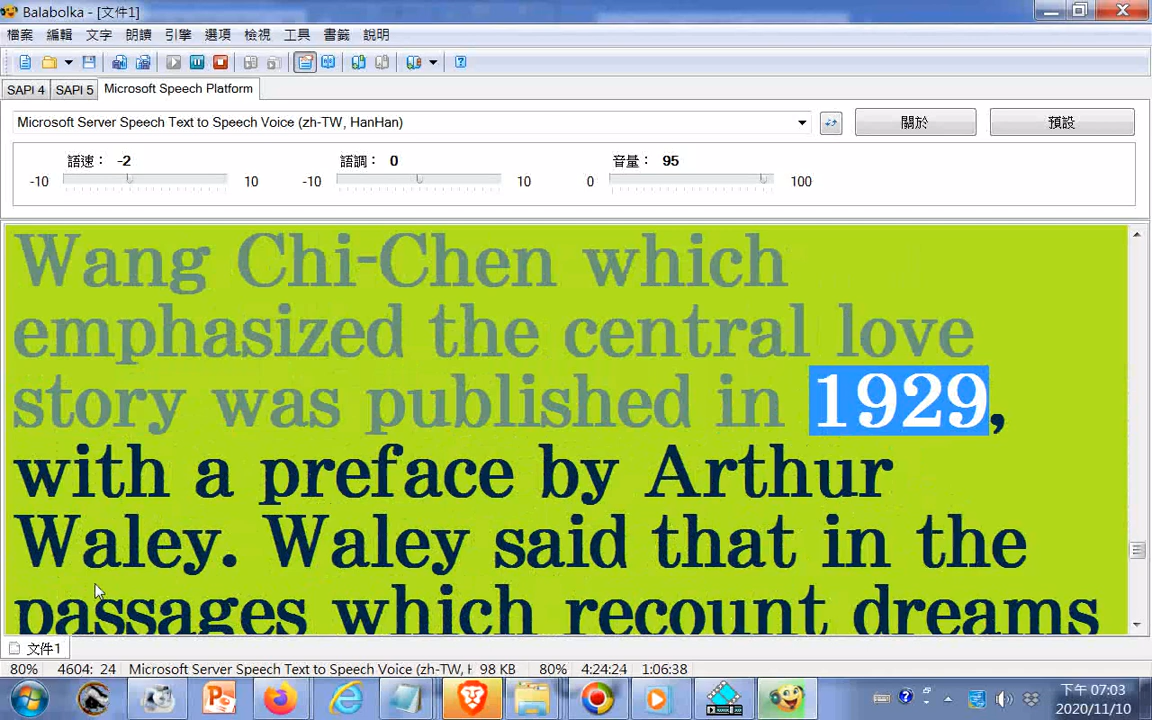 Balabolka - [文件1]
檔案 編輯 文字 朗讀 引擎 選項 檢視 工具 書籤 說明
SAPI 4 SAPI 5 Microsoft Speech Platform
Microsoft Server Speech Text to Speech Voice (zh-TW, HanHan) 關於 預設
語速： -2 語調： 0 音量： 95
-10 10 -10 10 0 100
Wang Chi-Chen which
emphasized the central love
story was published in 1929,
with a preface by Arthur
Waley. Waley said that in the
passages which recount dreams
文件1
80% 4604: 24 Microsoft Server Speech Text to Speech Voice (zh-TW, H 98 KB 80% 4:24:24 1:06:38
下午 07:03
2020/11/10